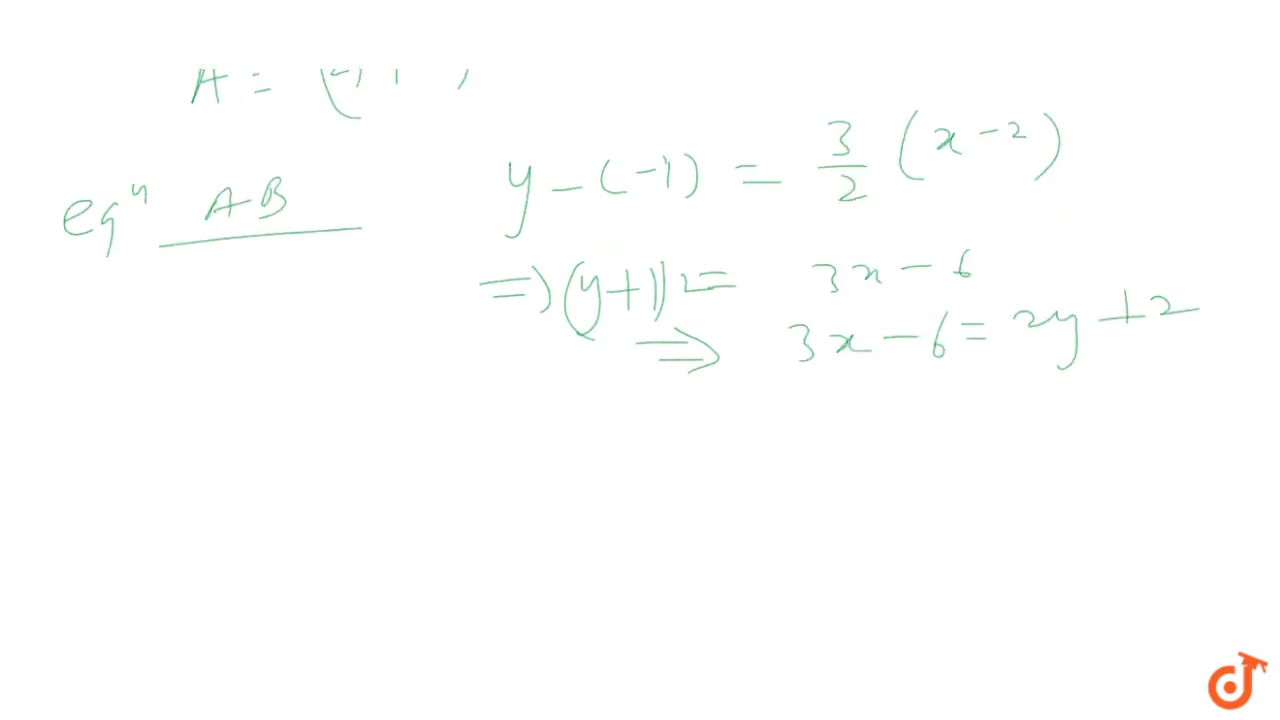 A =
y - (-1) = 3/2 (x - 2)
eqn AB
=> (y+1)2 = 3x - 6
=> 3x - 6 = 2y + 2